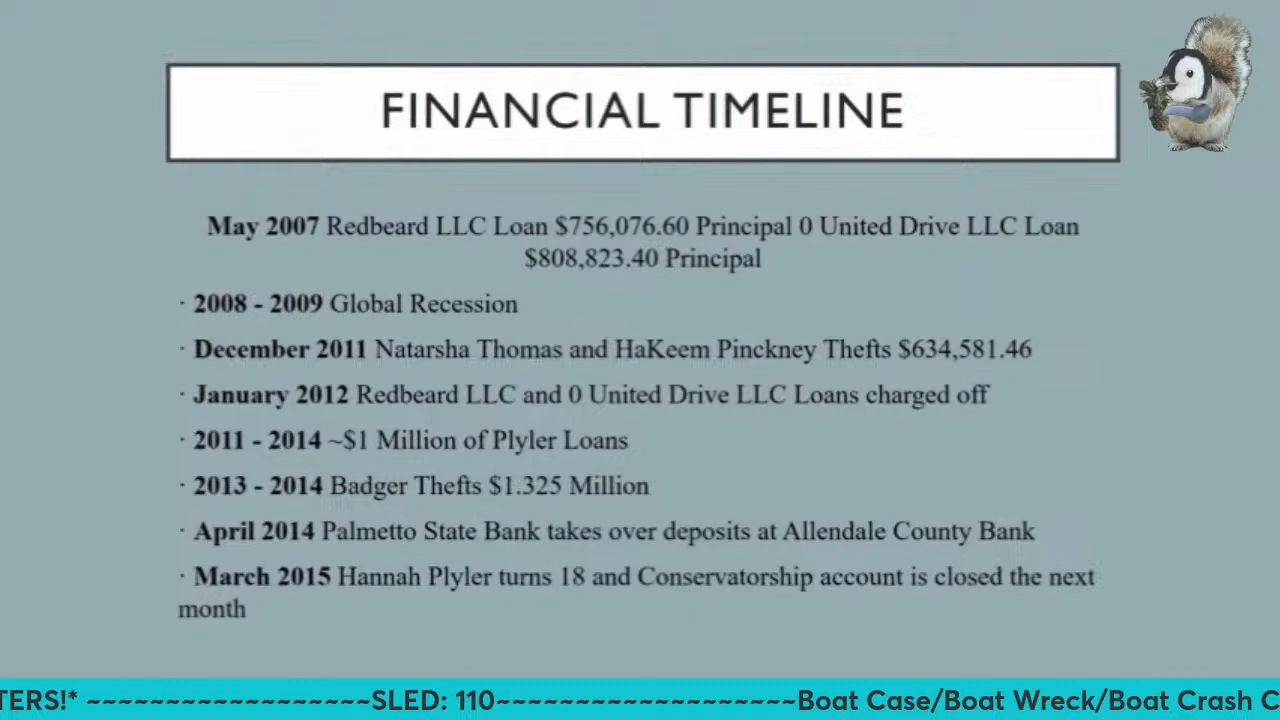 FINANCIAL TIMELINE
May 2007 Redbeard LLC Loan $756,076.60 Principal 0 United Drive LLC Loan
$808,823.40 Principal
· 2008 - 2009 Global Recession
· December 2011 Natarsha Thomas and HaKeem Pinckney Thefts $634,581.46
· January 2012 Redbeard LLC and 0 United Drive LLC Loans charged off
· 2011 - 2014 ~$1 Million of Plyler Loans
· 2013 - 2014 Badger Thefts $1.325 Million
· April 2014 Palmetto State Bank takes over deposits at Allendale County Bank
· March 2015 Hannah Plyler turns 18 and Conservatorship account is closed the next
month
TERS!* ~~~~~~~~~~~~~~~~~~SLED: 110~~~~~~~~~~~~~~~~~~~Boat Case/Boat Wreck/Boat Crash C